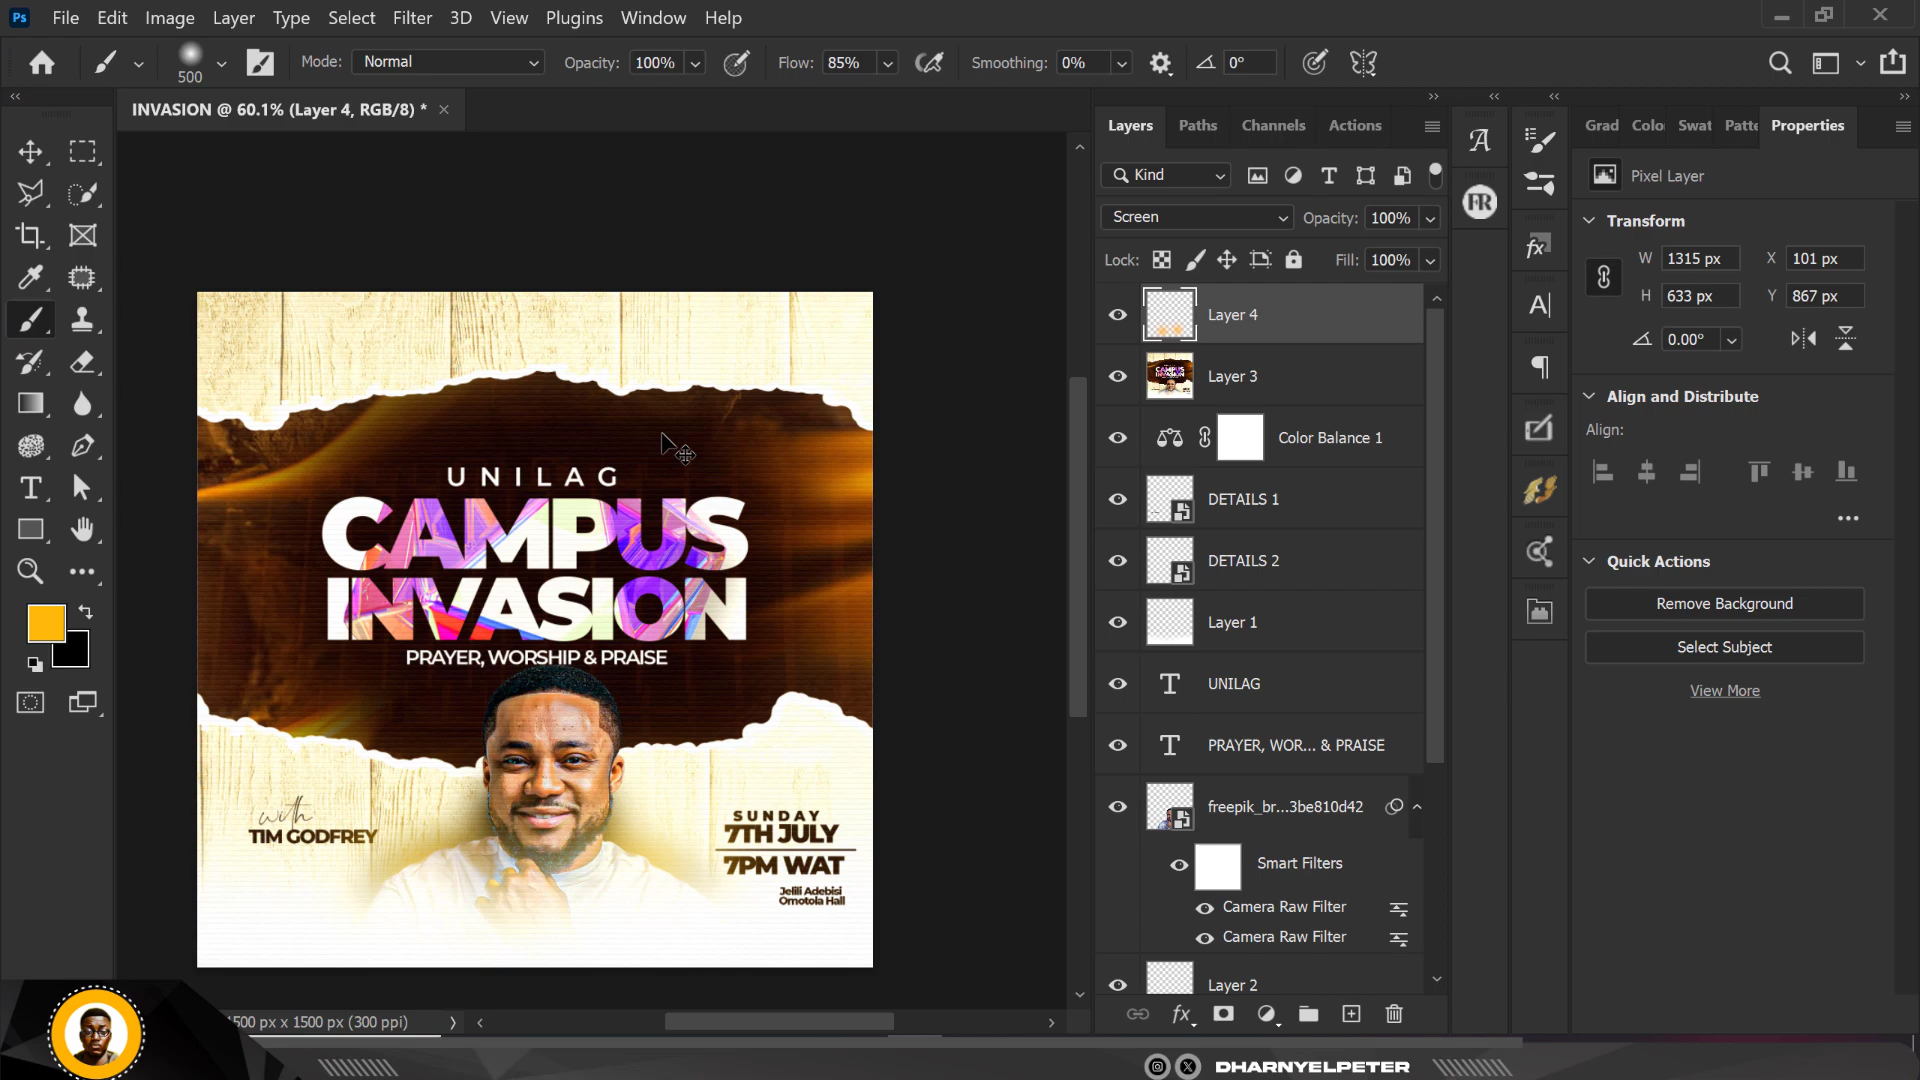 Ps File Edit Image Layer Type Select Filter 3D View Plugins Window Help
500 Mode: Normal Opacity: 100% Flow: 85% Smoothing: 0% 0°
INVASION @ 60.1% (Layer 4, RGB/8) *
UNILAG
CAMPUS
INVASION
PRAYER, WORSHIP & PRAISE
with
TIM GODFREY
SUNDAY
7TH JULY
7PM WAT
Jelili Adebisi
Omotola Hall
1500 px x 1500 px (300 ppi)
Layers Paths Channels Actions
Kind
Screen Opacity: 100%
Lock: Fill: 100%
Layer 4
Layer 3
CAMPUS
Color Balance 1
DETAILS 1
DETAILS 2
Layer 1
T UNILAG
T PRAYER, WOR... & PRAISE
freepik_br...3be810d42
Smart Filters
Camera Raw Filter
Camera Raw Filter
Layer 2
fx
A
FR
fx
A
Grad Colo Swat Patte Properties
Pixel Layer
Transform
W 1315 px X 101 px
H 633 px Y 867 px
0.00°
Align and Distribute
Align:
Quick Actions
Remove Background
Select Subject
View More
DHARNYELPETER